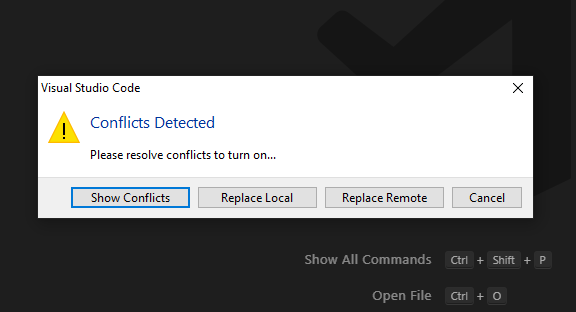 Visual Studio Code
Conflicts Detected
Please resolve conflicts to turn on...
Show Conflicts Replace Local Replace Remote Cancel
Show All Commands Ctrl + Shift + P
Open File Ctrl + O